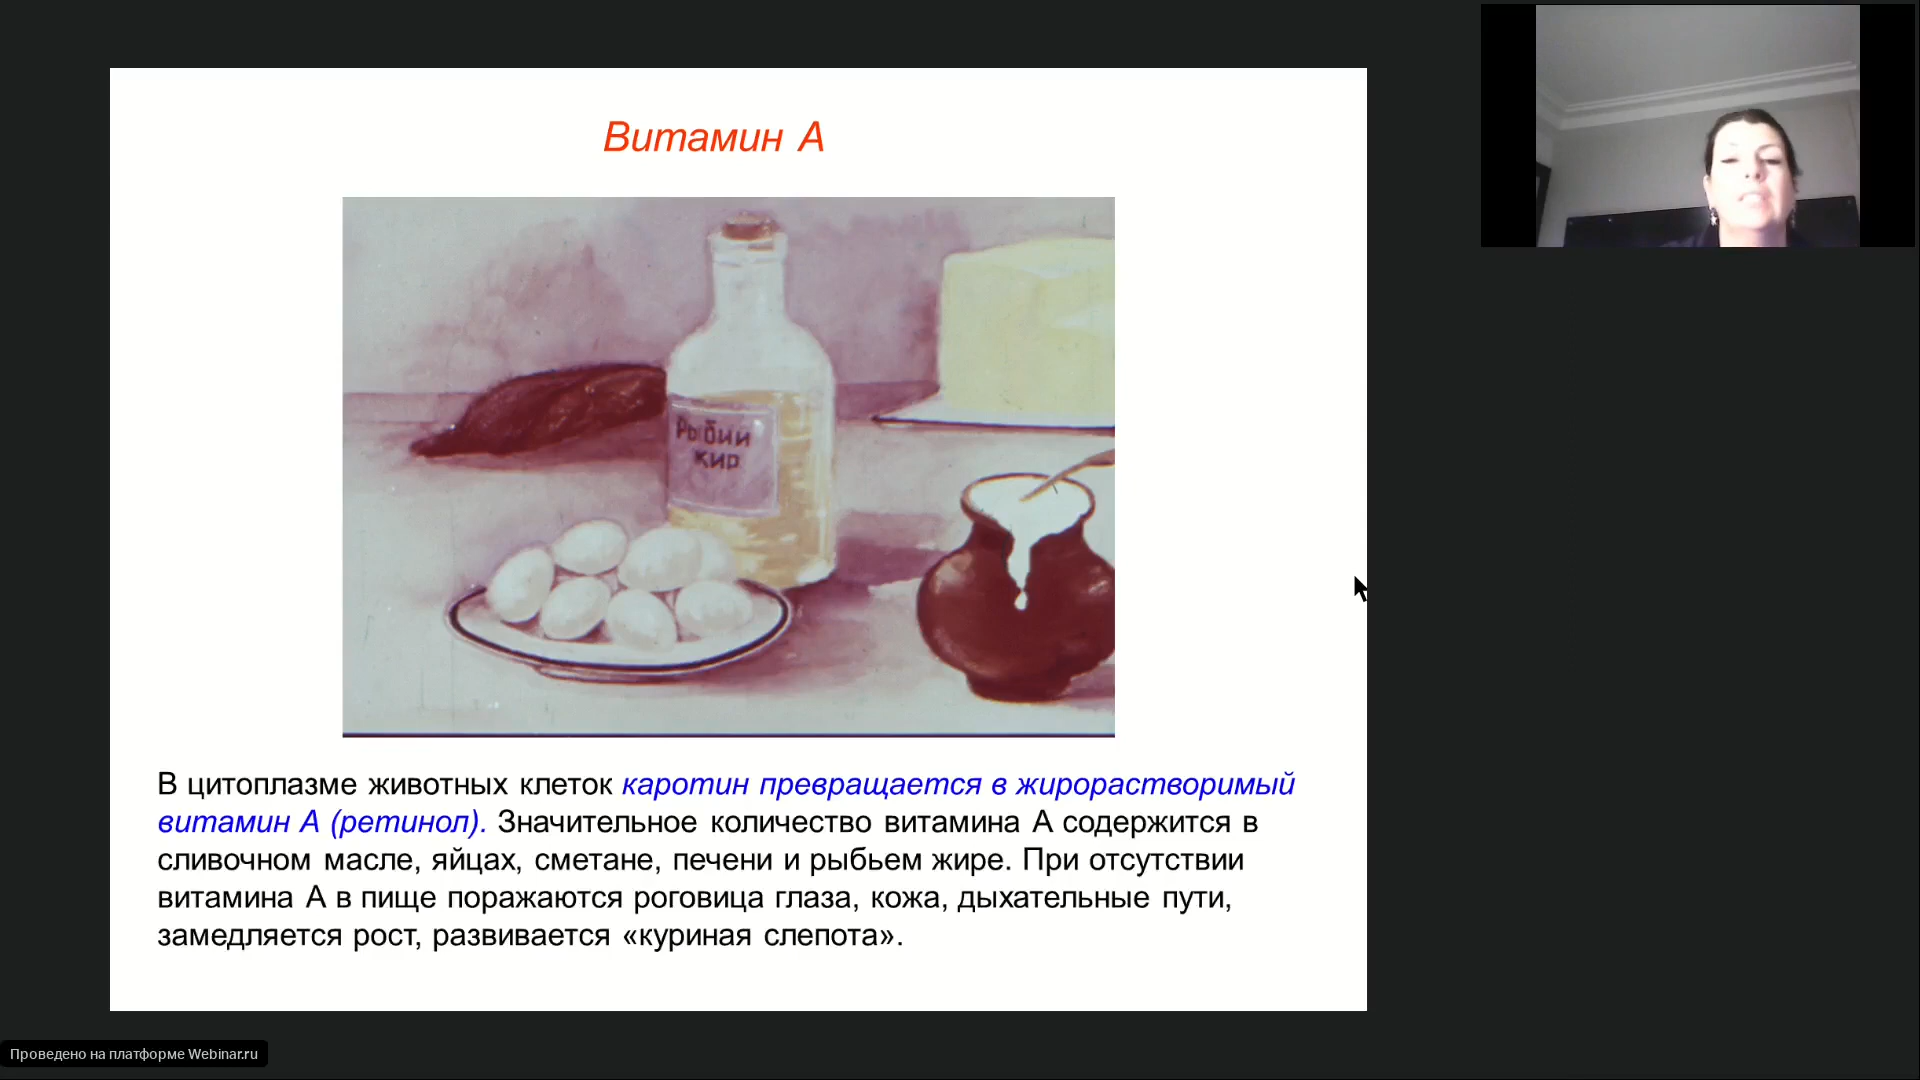 Витамин А
Рыбий
жир
В цитоплазме животных клеток каротин превращается в жирорастворимый
витамин А (ретинол). Значительное количество витамина А содержится в
сливочном масле, яйцах, сметане, печени и рыбьем жире. При отсутствии
витамина А в пище поражаются роговица глаза, кожа, дыхательные пути,
замедляется рост, развивается «куриная слепота».
Проведено на платформе Webinar.ru